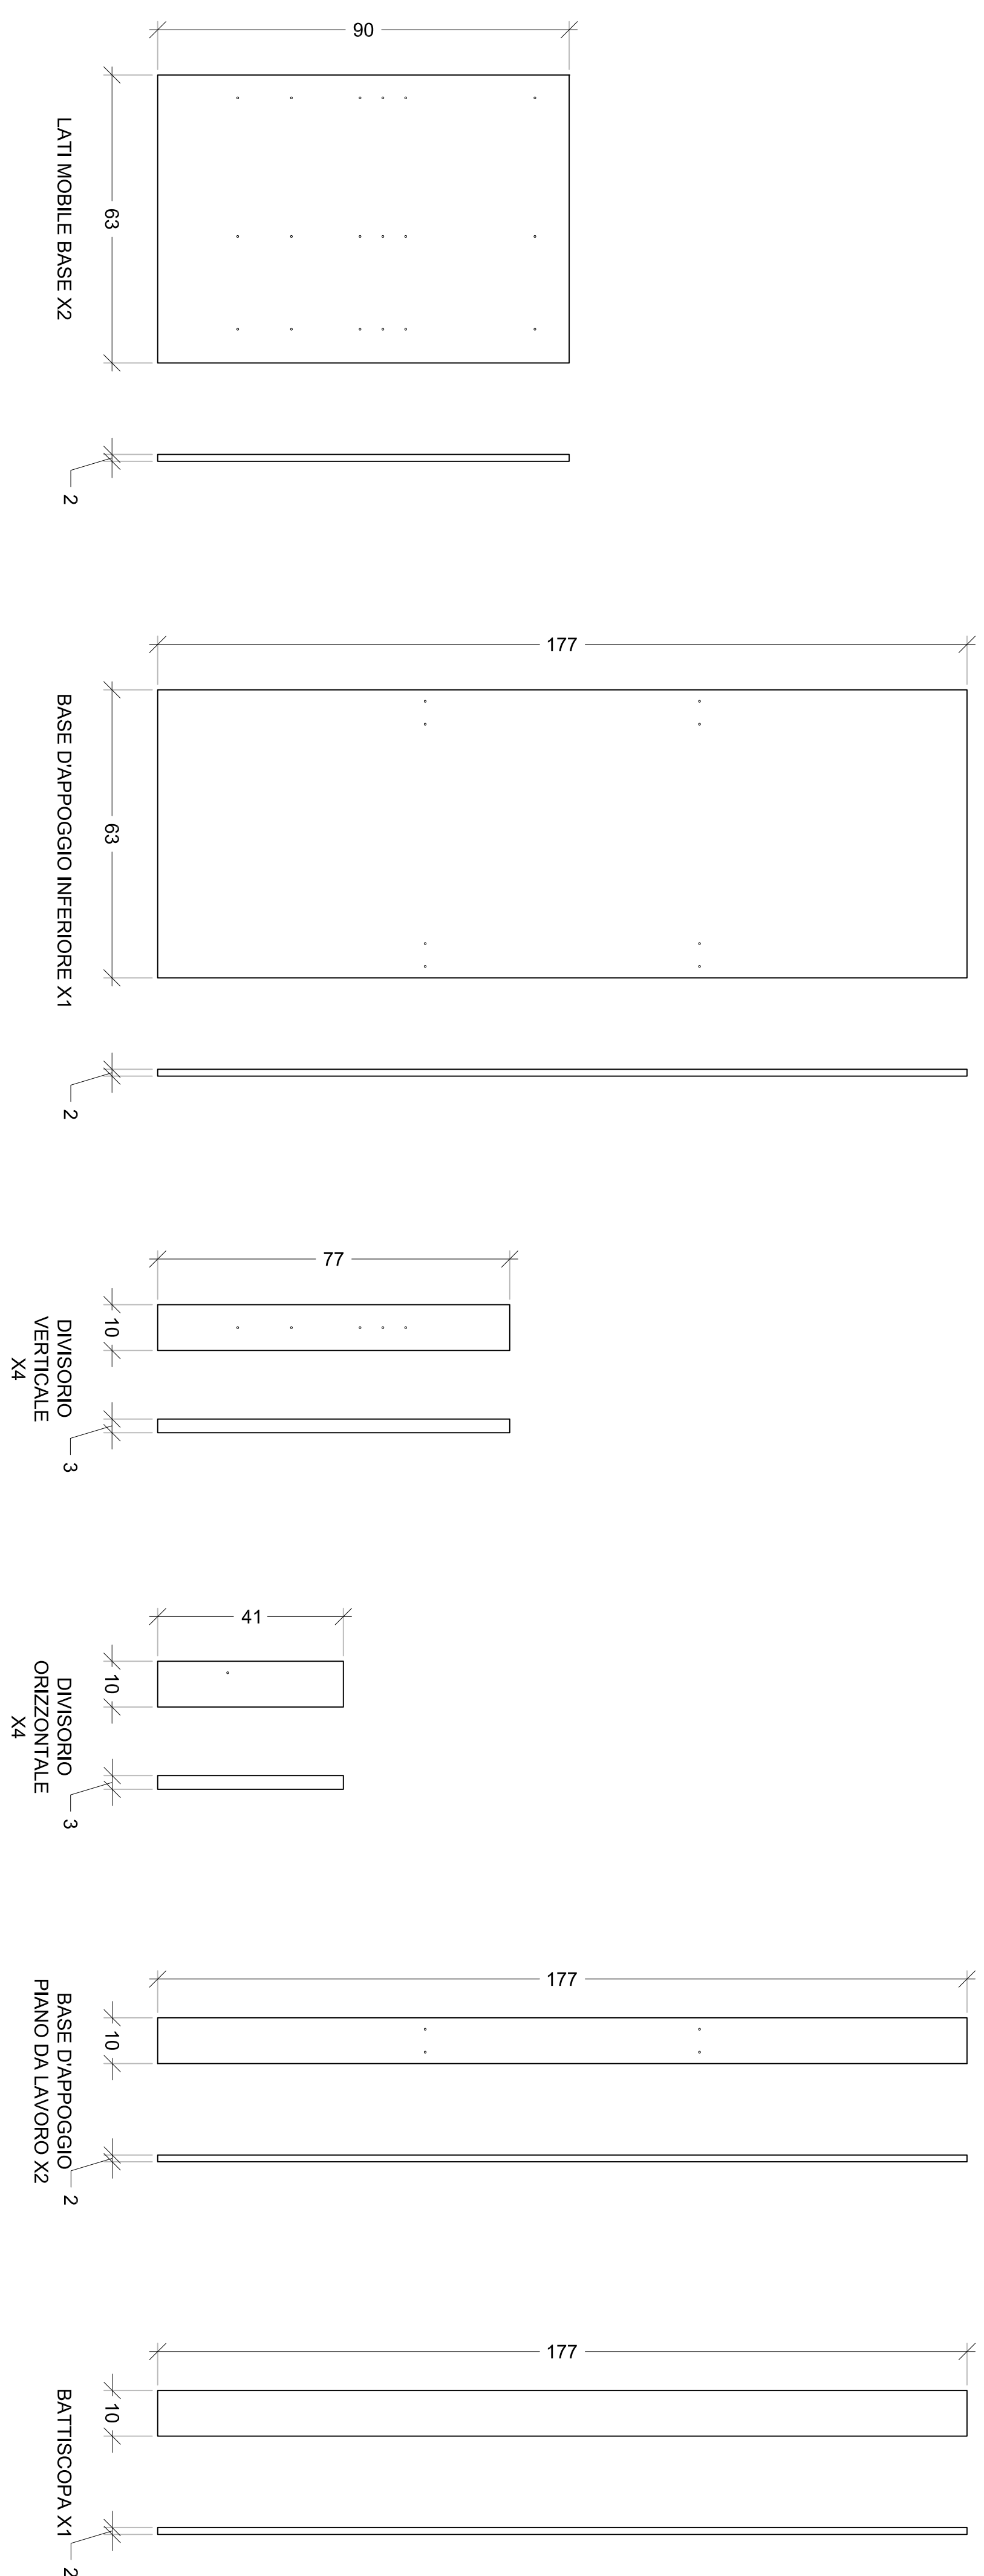 90
63
LATI MOBILE BASE X2
2
177
63
BASE D'APPOGGIO INFERIORE X1
2
77
10
DIVISORIO
VERTICALE
X4
3
41
10
DIVISORIO
ORIZZONTALE
X4
3
177
10
BASE D'APPOGGIO
PIANO DA LAVORO X2
2
177
10
BATTISCOPA X1
2